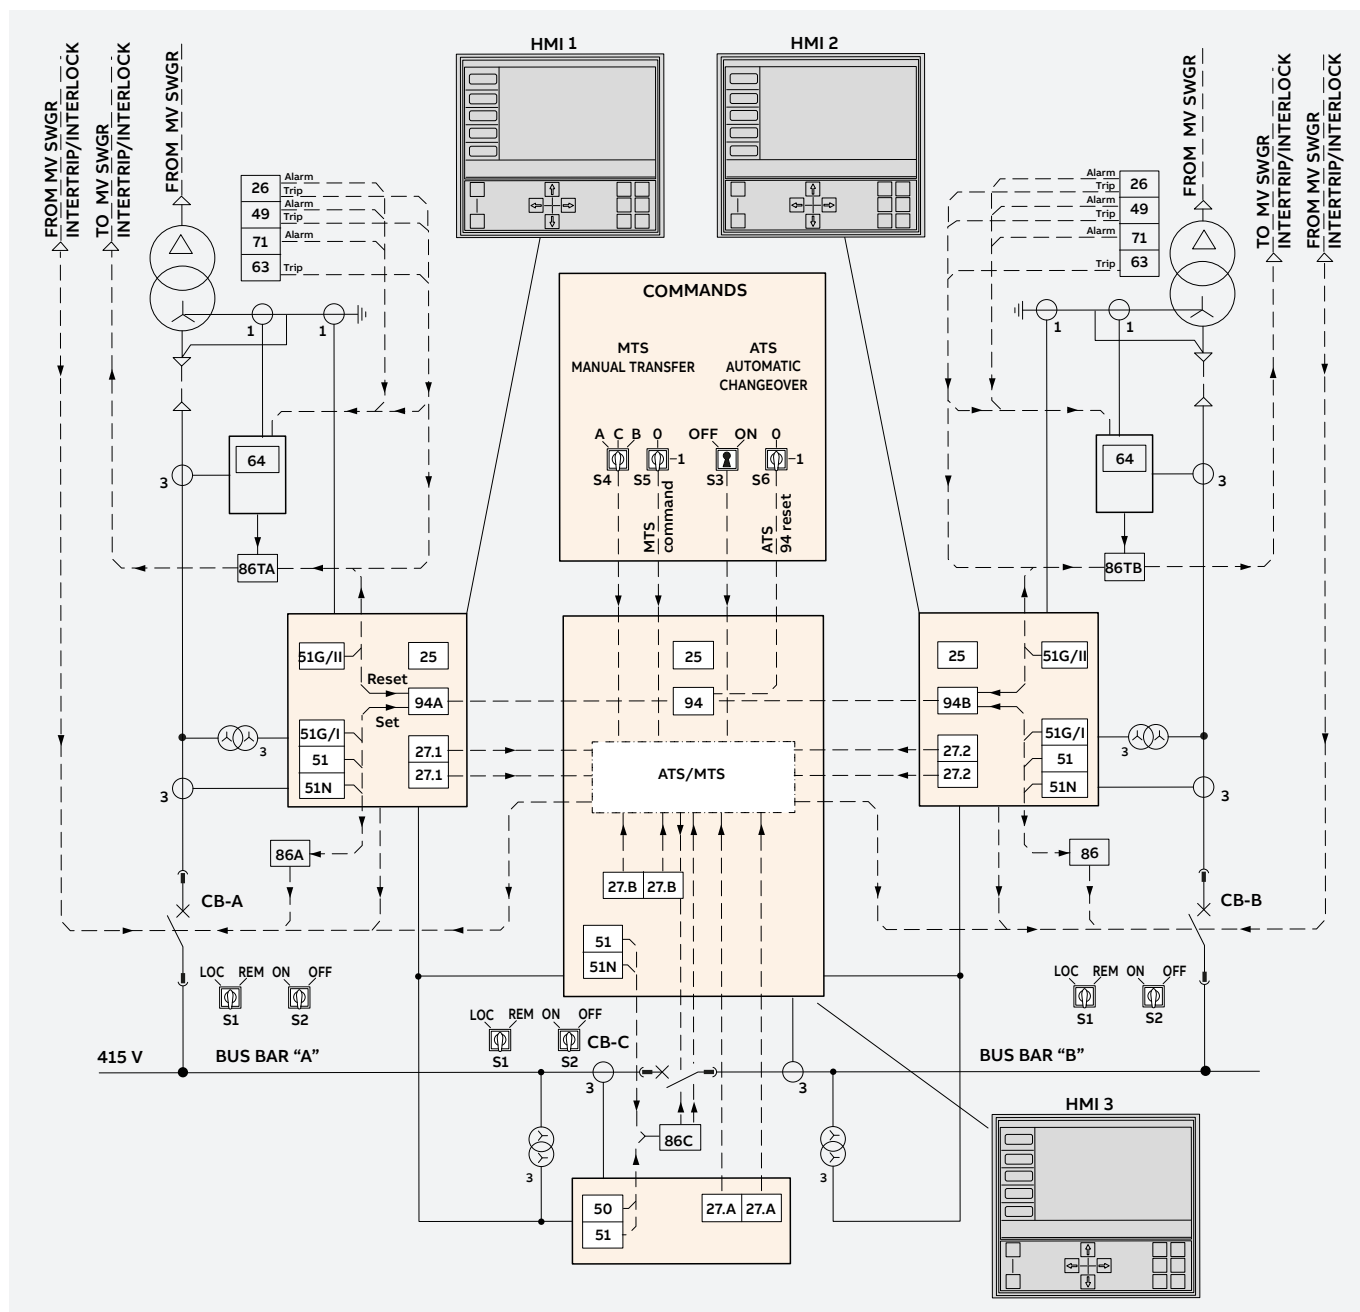 HMI 1
HMI 2
FROM MV SWGR
INTERTRIP/INTERLOCK
TO MV SWGR
INTERTRIP/INTERLOCK
FROM MV SWGR
26
49
71
63
Alarm
Trip
Alarm
Trip
Alarm
Trip
1
1
64
3
86TA
COMMANDS
MTS
MANUAL TRANSFER
ATS
AUTOMATIC
CHANGEOVER
A C B
0
OFF ON
0
1
1
S4
S5
S3
S6
MTS
command
ATS
94 reset
FROM MV SWGR
TO MV SWGR
INTERTRIP/INTERLOCK
FROM MV SWGR
INTERTRIP/INTERLOCK
Alarm
Trip
Alarm
Trip
Alarm
Trip
26
49
71
63
1
1
64
3
86TB
51G/II
25
Reset
94A
Set
51G/I
51
51N
27.1
27.1
3
3
86A
CB-A
25
94
ATS/MTS
27.B
27.B
51
51N
25
51G/II
94B
51G/I
51
51N
27.2
27.2
3
3
86
CB-B
LOC REM
ON OFF
S1
S2
LOC REM
ON OFF
S1
S2
CB-C
LOC REM
ON OFF
S1
S2
415 V
BUS BAR “A”
BUS BAR “B”
3
3
86C
3
3
50
51
27.A
27.A
HMI 3